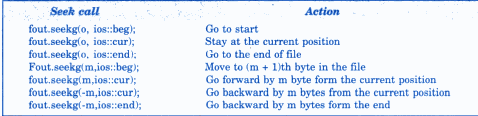 Seek call Action
fout.seekg(o, ios::beg); Go to start
fout.seekg(o, ios::cur); Stay at the current position
fout.seekg(o, ios::end); Go to the end of file
Fout.seekg(m,ios::beg); Move to (m + 1)th byte in the file
fout.seekg(m,ios::cur); Go forward by m byte form the current position
fout.seekg(-m,ios::cur); Go backward by m bytes from the current position
fout.seekg(-m,ios::end); Go backward by m bytes form the end